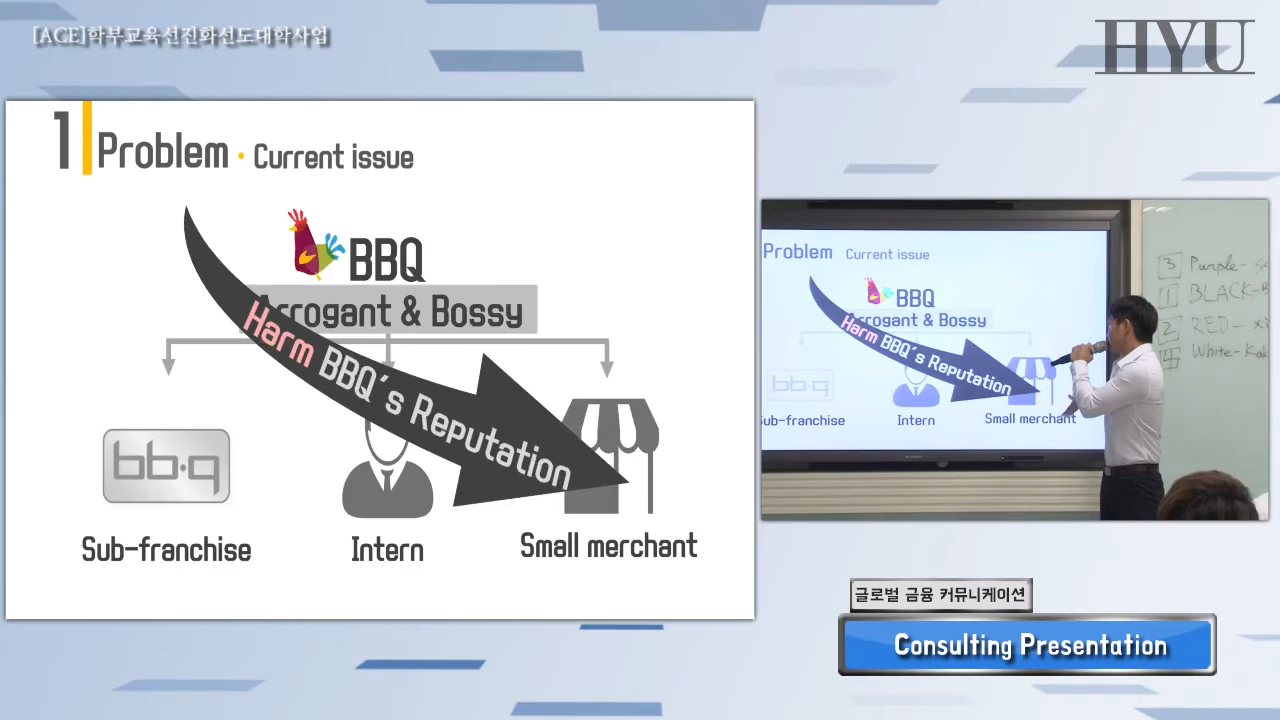 [ACE]학부교육선진화선도대학사업
HYU
1 Problem · Current issue
BBQ
Arrogant & Bossy
Harm BBQ´s Reputation
bb·q
Sub-franchise
Intern
Small merchant
Problem Current issue
BBQ
Arrogant & Bossy
Harm BBQ´s Reputation
bb·q
Sub-franchise
Intern
Small merchant
3 Purple-
1 BLACK-
2 RED-
4 White-Kak
글로벌 금융 커뮤니케이션
Consulting Presentation